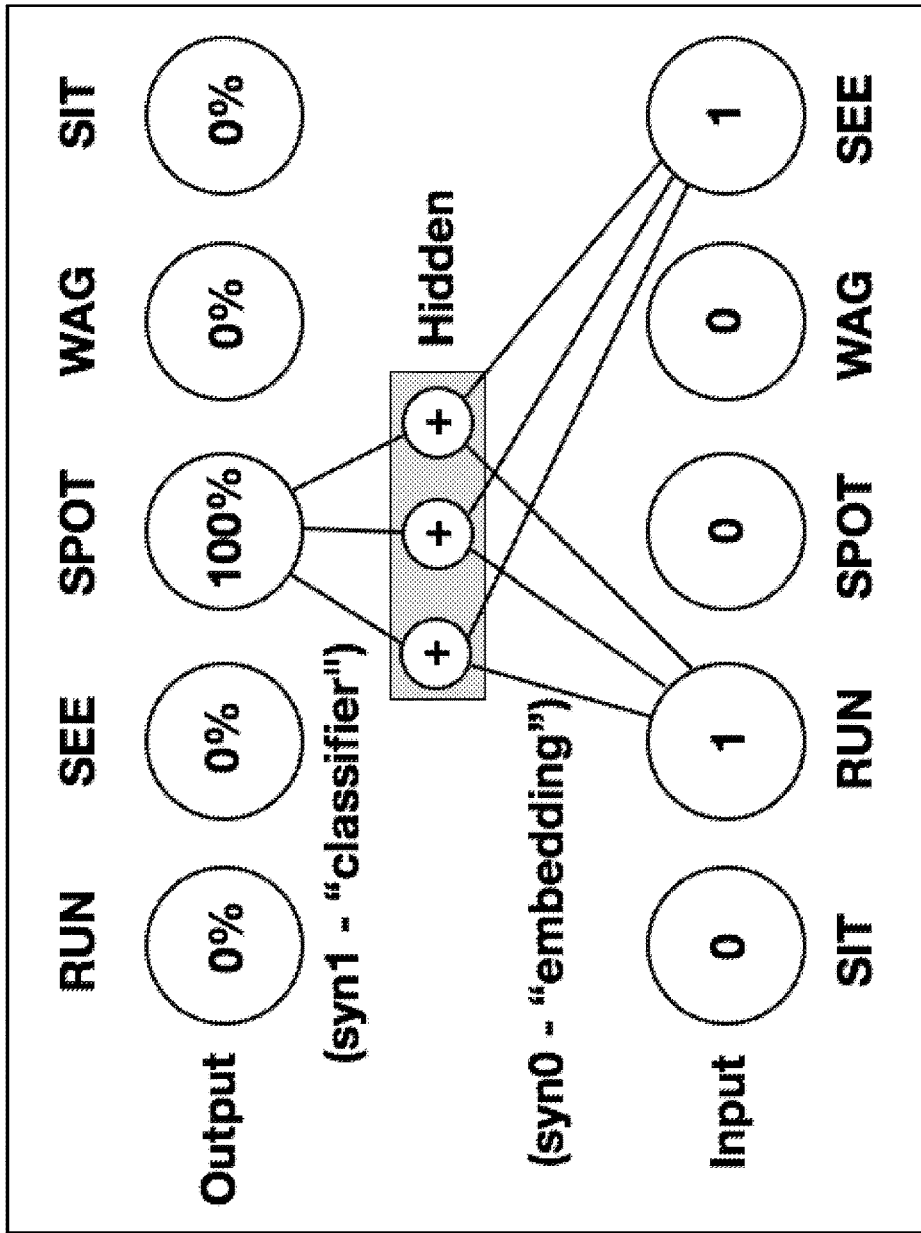 RUN SEE SPOT WAG SIT
Output 0% 0% 100% 0% 0%
(syn1 - “classifier")
+ + + Hidden
(syn0 - “embedding”)
Input 0 1 0 0 1
SIT RUN SPOT WAG SEE